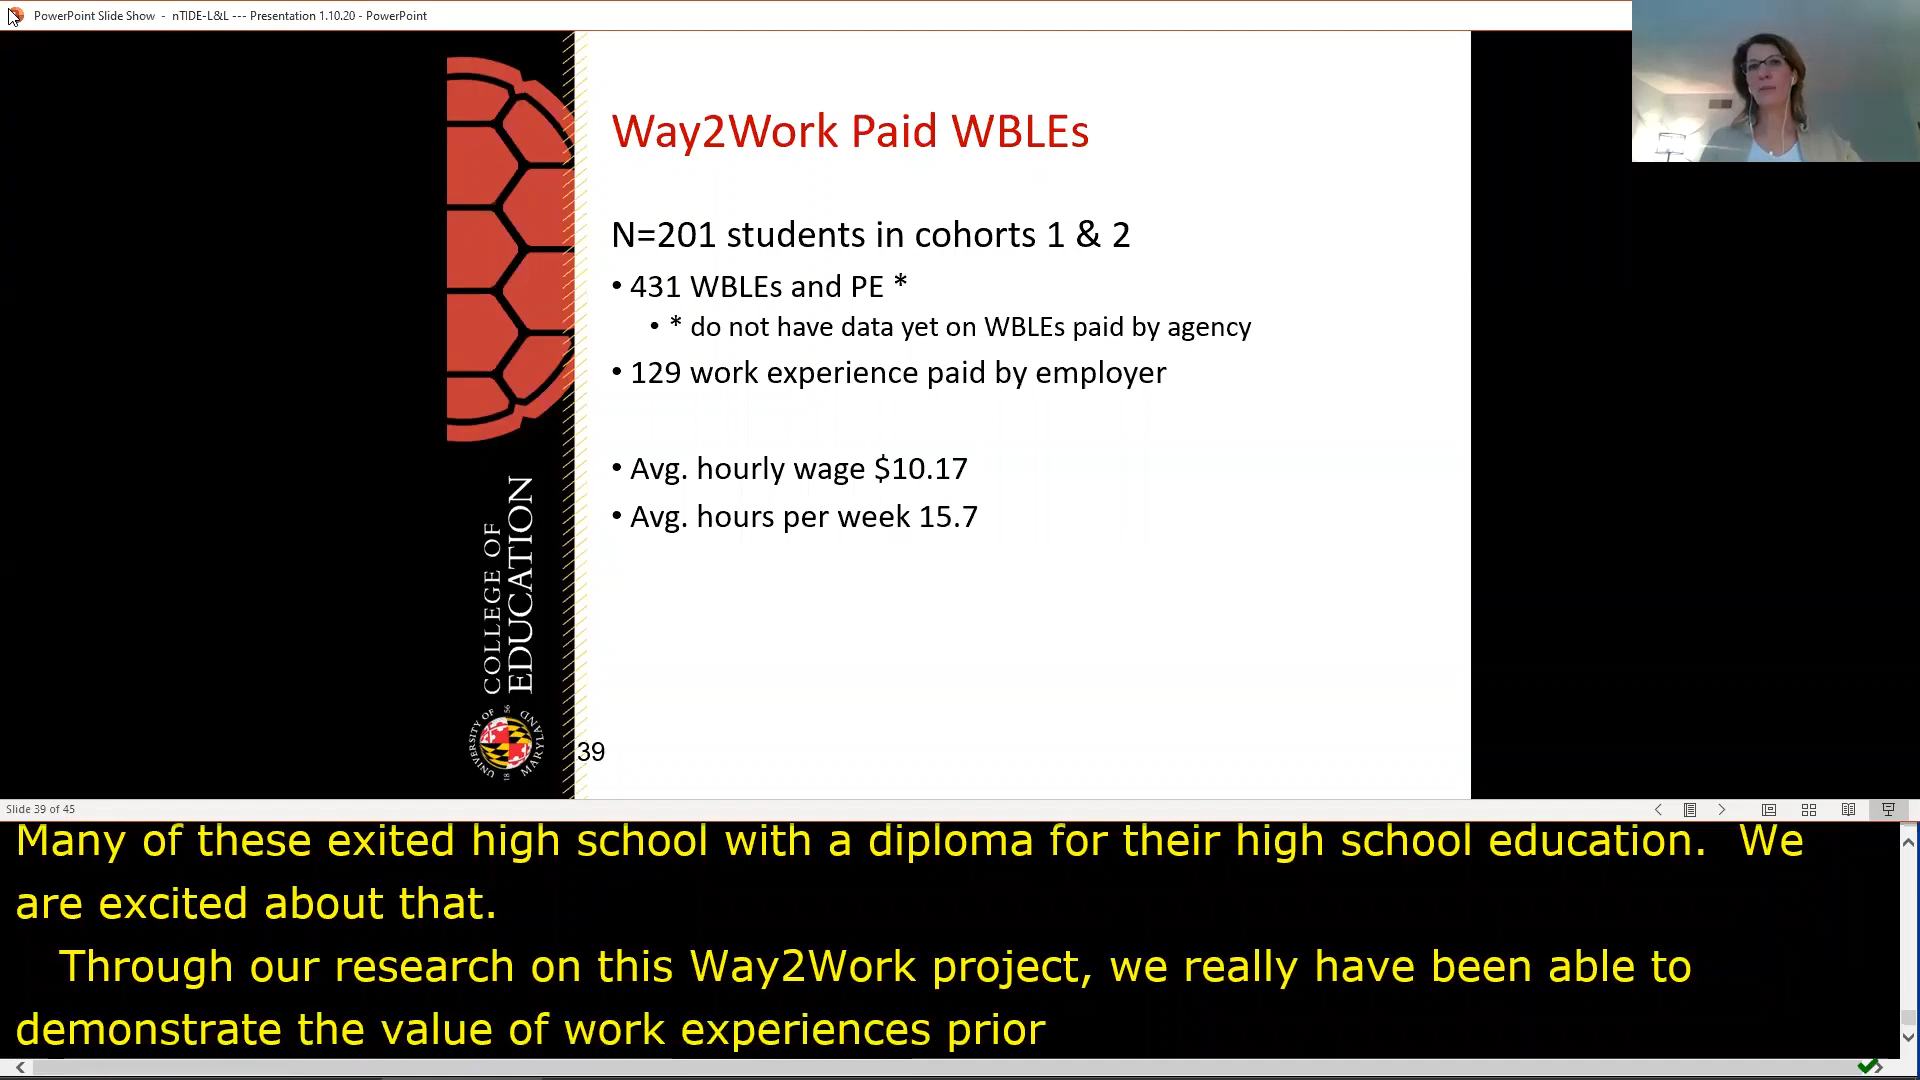 PowerPoint Slide Show - nTIDE-L&L --- Presentation 1.10.20 - PowerPoint
Way2Work Paid WBLEs
N=201 students in cohorts 1 & 2
• 431 WBLEs and PE *
• * do not have data yet on WBLEs paid by agency
• 129 work experience paid by employer
• Avg. hourly wage $10.17
• Avg. hours per week 15.7
COLLEGE OF
EDUCATION
UNIVERSITY OF
MARYLAND
18 56
39
Slide 39 of 45
Many of these exited high school with a diploma for their high school education.  We
are excited about that.
Through our research on this Way2Work project, we really have been able to
demonstrate the value of work experiences prior